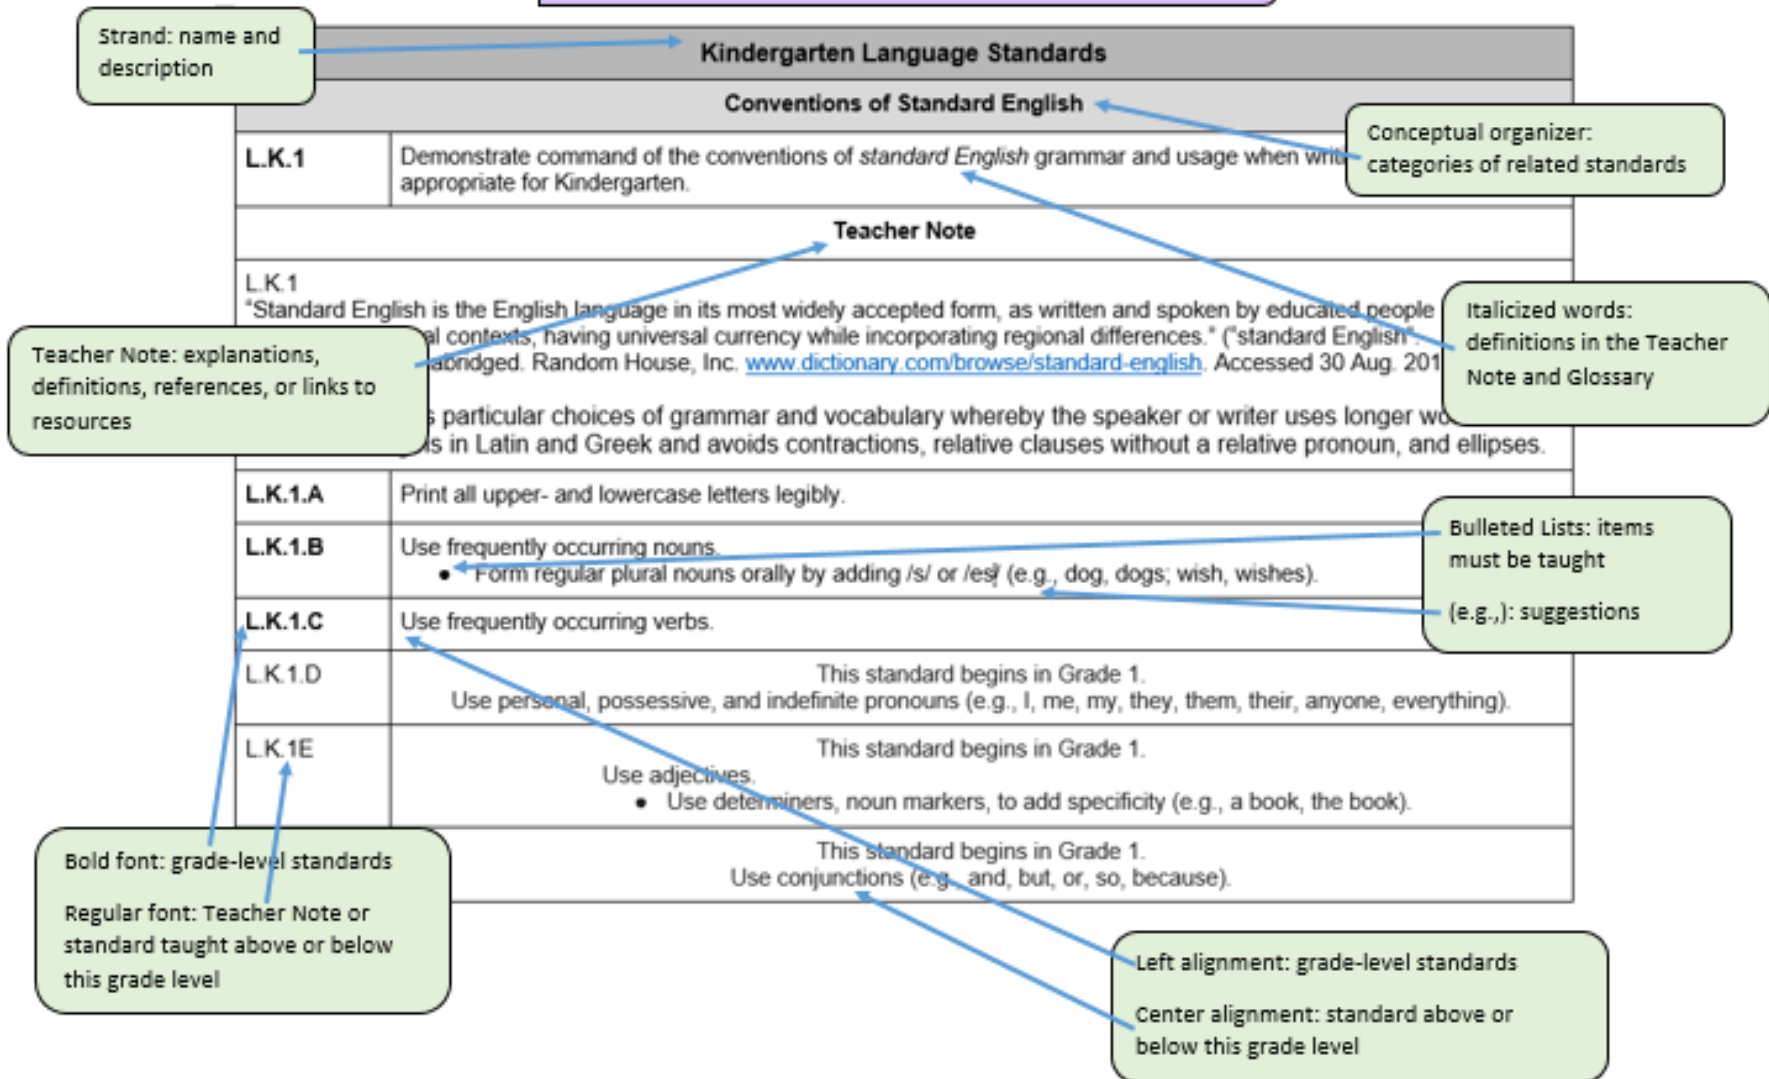 Strand: name and
description
Kindergarten Language Standards
Conventions of Standard English
Conceptual organizer:
categories of related standards
L.K.1
Demonstrate command of the conventions of standard English grammar and usage when
appropriate for Kindergarten.
Teacher Note
L.K.1
"Standard English is the English language in its most widely accepted form, as written and spoken by educated people
contexts, having universal currency while incorporating regional differences." ("standard English".
Random House, Inc. www.dictionary.com/browse/standard-english. Accessed 30 Aug.
particular choices of grammar and vocabulary whereby the speaker or writer uses longer
in Latin and Greek and avoids contractions, relative clauses without a relative pronoun, and ellipses.
Italicized words:
definitions in the Teacher
Note and Glossary
Teacher Note: explanations,
definitions, references, or links to
resources
L.K.1.A
Print all upper- and lowercase letters legibly.
L.K.1.B
Use frequently occurring nouns.
• Form regular plural nouns orally by adding /s/ or /es/ (e.g., dog, dogs; wish, wishes).
Bulleted Lists: items
must be taught
(e.g.,): suggestions
L.K.1.C
Use frequently occurring verbs.
L.K.1.D
This standard begins in Grade 1.
Use personal, possessive, and indefinite pronouns (e.g., I, me, my, they, them, their, anyone, everything).
L.K.1E
This standard begins in Grade 1.
Use adjectives.
• Use determiners, noun markers, to add specificity (e.g., a book, the book).
This standard begins in Grade 1.
Use conjunctions (e.g., and, but, or, so, because).
Bold font: grade-level standards
Regular font: Teacher Note or
standard taught above or below
this grade level
Left alignment: grade-level standards
Center alignment: standard above or
below this grade level